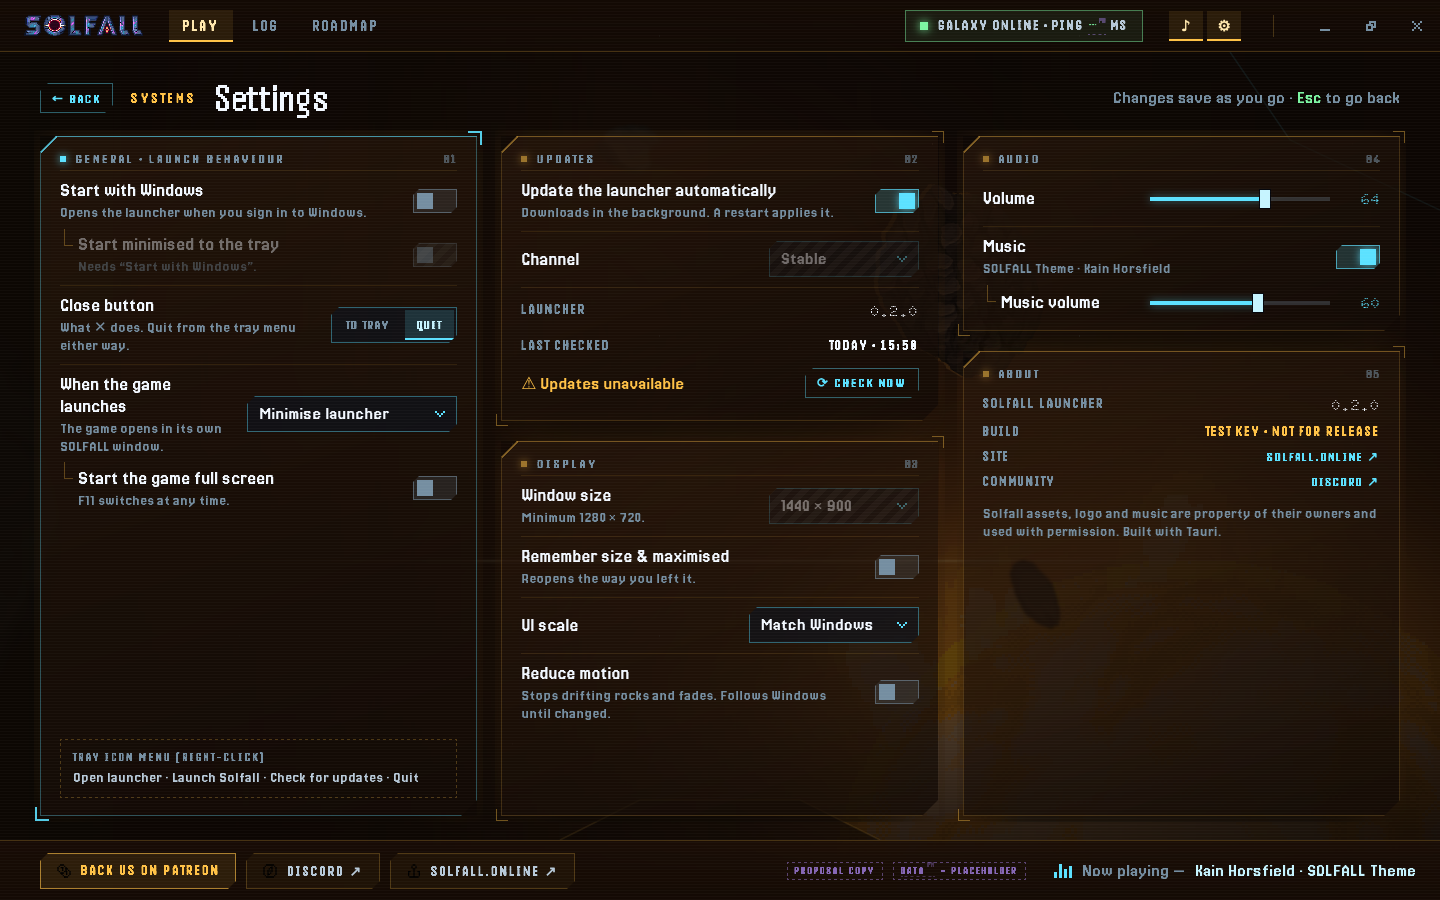 SOLFALL
PLAY
LOG
ROADMAP
GALAXY ONLINE · PING -- MS
← BACK
SYSTEMS
Settings
Changes save as you go · Esc to go back
GENERAL · LAUNCH BEHAVIOUR
01
Start with Windows
Opens the launcher when you sign in to Windows.
Start minimised to the tray
Needs “Start with Windows”.
Close button
What ✕ does. Quit from the tray menu
either way.
TO TRAY
QUIT
When the game
launches
The game opens in its own
SOLFALL window.
Minimise launcher
Start the game full screen
F11 switches at any time.
TRAY ICON MENU (RIGHT-CLICK)
Open launcher · Launch Solfall · Check for updates · Quit
UPDATES
02
Update the launcher automatically
Downloads in the background. A restart applies it.
Channel
Stable
LAUNCHER
0.2.0
LAST CHECKED
TODAY · 15:50
⚠ Updates unavailable
⟳ CHECK NOW
DISPLAY
03
Window size
Minimum 1280 × 720.
1440 × 900
Remember size & maximised
Reopens the way you left it.
UI scale
Match Windows
Reduce motion
Stops drifting rocks and fades. Follows Windows
until changed.
AUDIO
04
Volume
64
Music
SOLFALL Theme · Kain Horsfield
Music volume
60
ABOUT
05
SOLFALL LAUNCHER
0.2.0
BUILD
TEST KEY · NOT FOR RELEASE
SITE
SOLFALL.ONLINE ↗
COMMUNITY
DISCORD ↗
Solfall assets, logo and music are property of their owners and
used with permission. Built with Tauri.
BACK US ON PATREON
DISCORD ↗
SOLFALL.ONLINE ↗
PROPOSAL COPY
DATA
- PLACEHOLDER
Now playing — Kain Horsfield · SOLFALL Theme